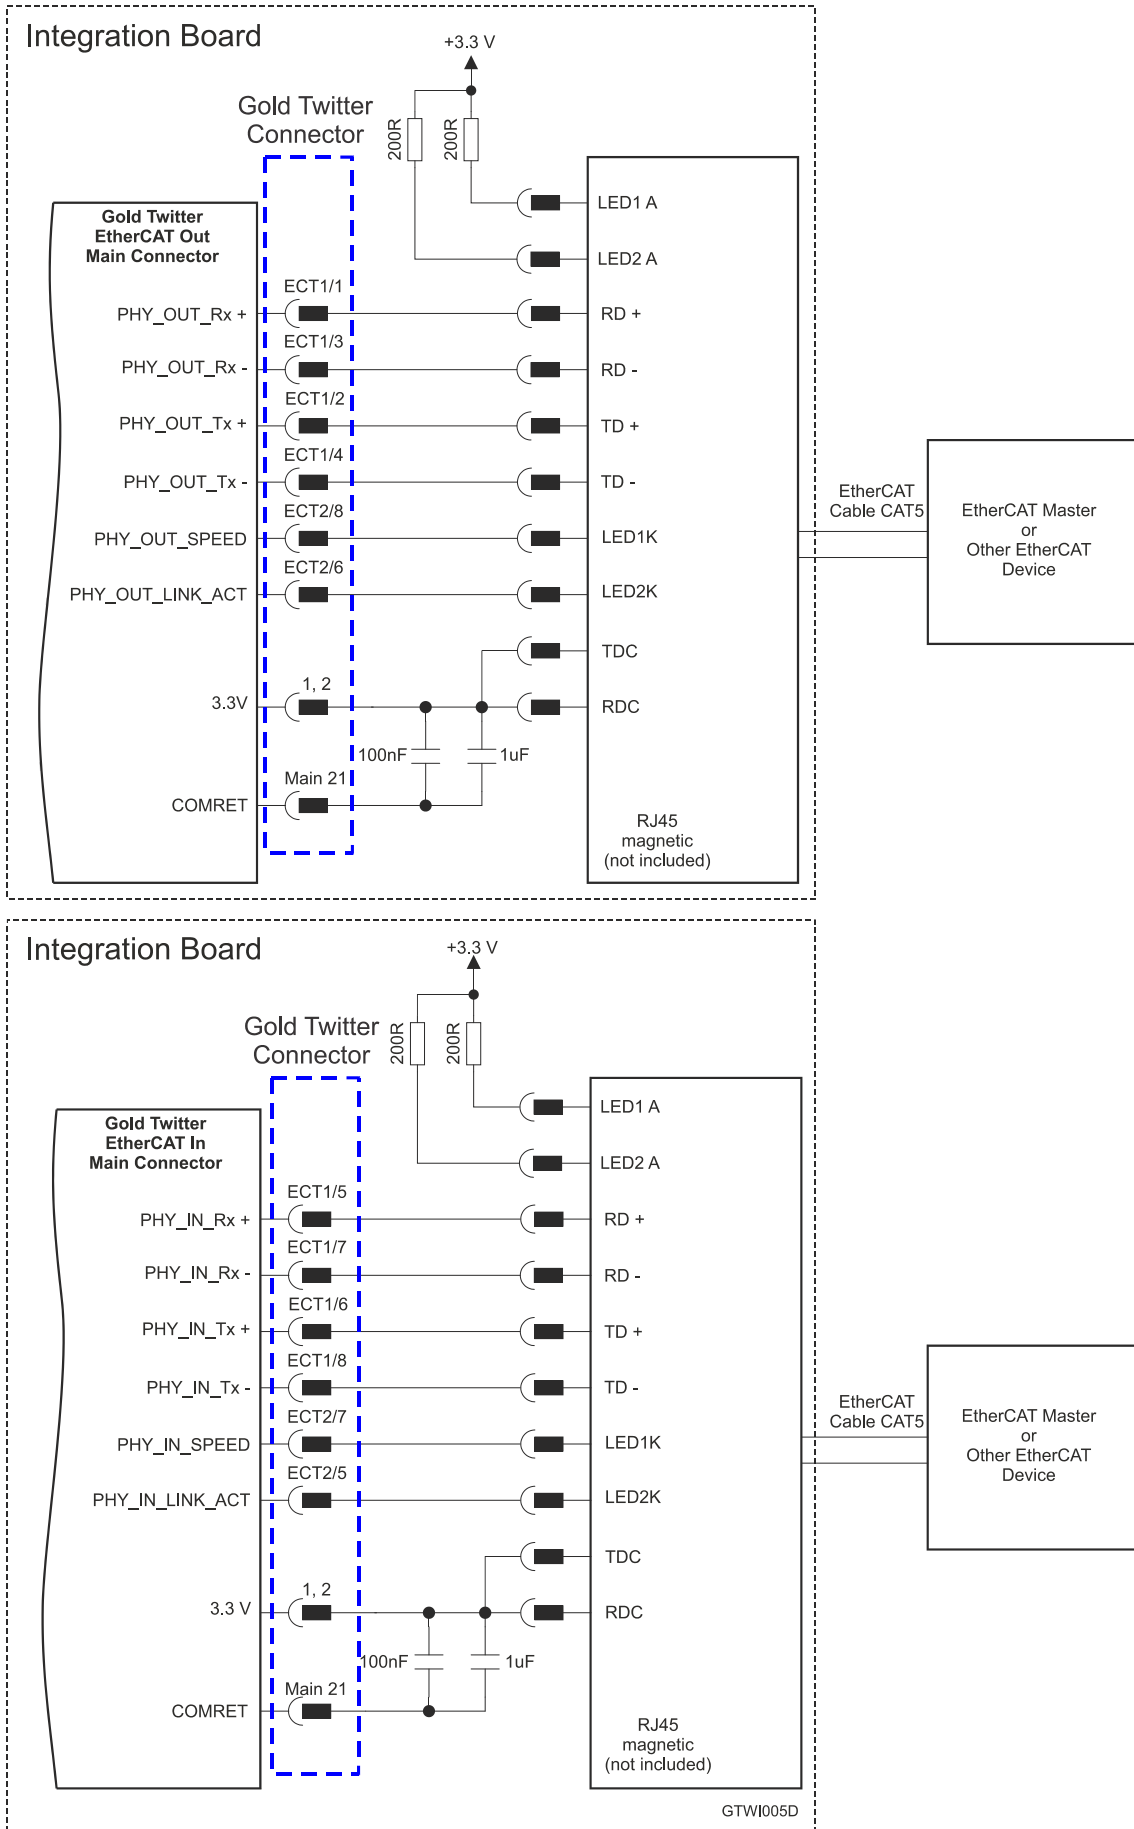 Integration Board
+3.3 V
Gold Twitter
Connector
200R
200R
Gold Twitter
EtherCAT Out
Main Connector
LED1 A
LED2 A
ECT1/1
PHY_OUT_Rx +
RD +
ECT1/3
PHY_OUT_Rx -
RD -
ECT1/2
PHY_OUT_Tx +
TD +
ECT1/4
PHY_OUT_Tx -
TD -
ECT2/8
PHY_OUT_SPEED
LED1K
ECT2/6
PHY_OUT_LINK_ACT
LED2K
TDC
1, 2
3.3V
RDC
100nF
1uF
Main 21
COMRET
RJ45
magnetic
(not included)
EtherCAT
Cable CAT5
EtherCAT Master
or
Other EtherCAT
Device
Integration Board
+3.3 V
Gold Twitter
Connector
200R
200R
Gold Twitter
EtherCAT In
Main Connector
LED1 A
LED2 A
ECT1/5
PHY_IN_Rx +
RD +
ECT1/7
PHY_IN_Rx -
RD -
ECT1/6
PHY_IN_Tx +
TD +
ECT1/8
PHY_IN_Tx -
TD -
ECT2/7
PHY_IN_SPEED
LED1K
ECT2/5
PHY_IN_LINK_ACT
LED2K
TDC
1, 2
3.3 V
RDC
100nF
1uF
Main 21
COMRET
RJ45
magnetic
(not included)
EtherCAT
Cable CAT5
EtherCAT Master
or
Other EtherCAT
Device
GTWI005D